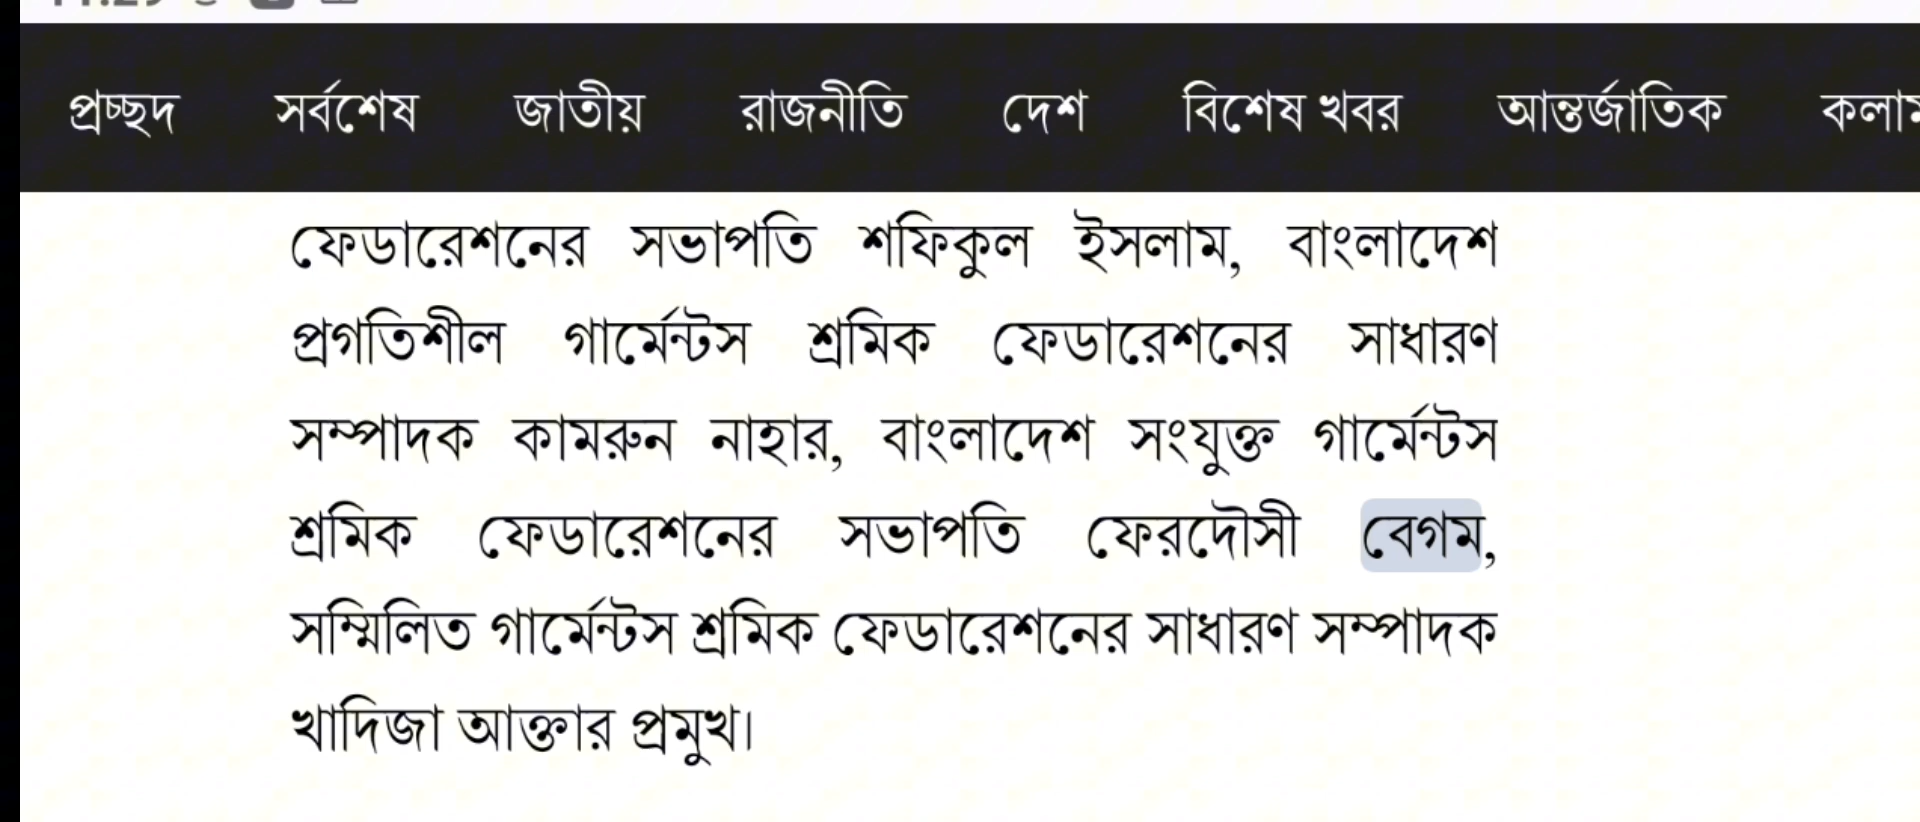 প্রচ্ছদ সর্বশেষ জাতীয় রাজনীতি দেশ বিশেষ খবর আন্তর্জাতিক
ফেডারেশনের সভাপতি শফিকুল ইসলাম, বাংলাদেশ
প্রগতিশীল গার্মেন্টস শ্রমিক ফেডারেশনের সাধারণ
সম্পাদক কামরুন নাহার, বাংলাদেশ সংযুক্ত গার্মেন্টস
শ্রমিক ফেডারেশনের সভাপতি ফেরদৌসী বেগম,
সম্মিলিত গার্মেন্টস শ্রমিক ফেডারেশনের সাধারণ সম্পাদক
খাদিজা আক্তার প্রমুখ।